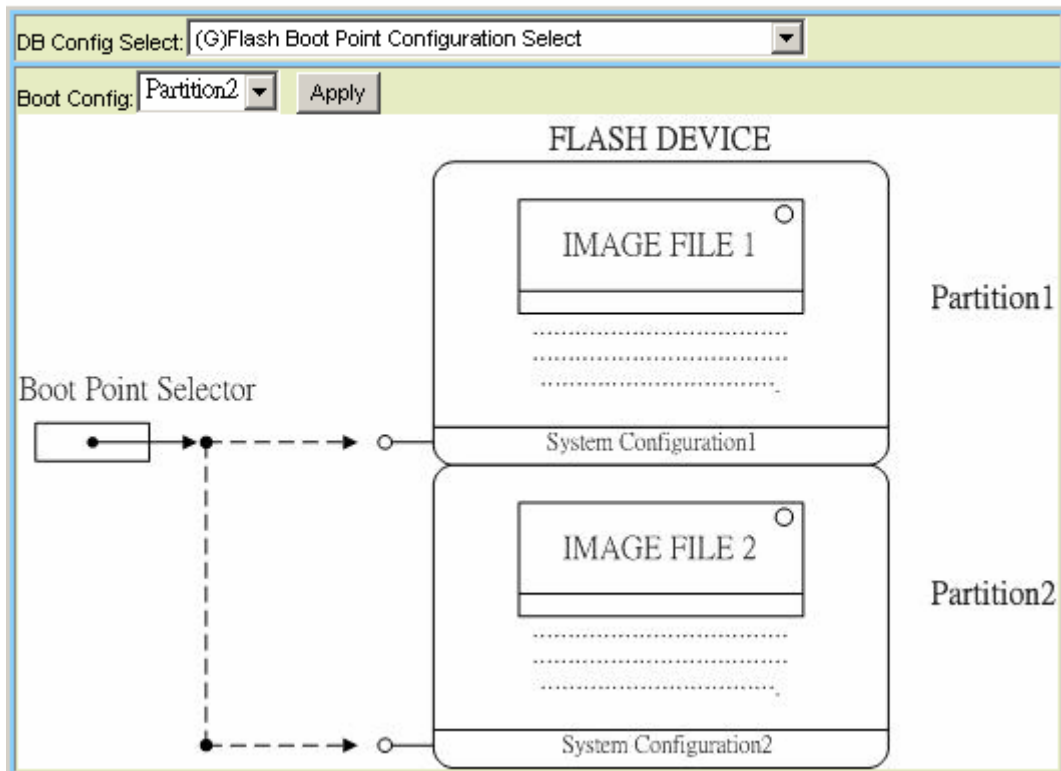 DB Config Select: (G)Flash Boot Point Configuration Select
Boot Config: Partition2 Apply
FLASH DEVICE
IMAGE FILE 1
Partition1
Boot Point Selector
System Configuration1
IMAGE FILE 2
Partition2
System Configuration2